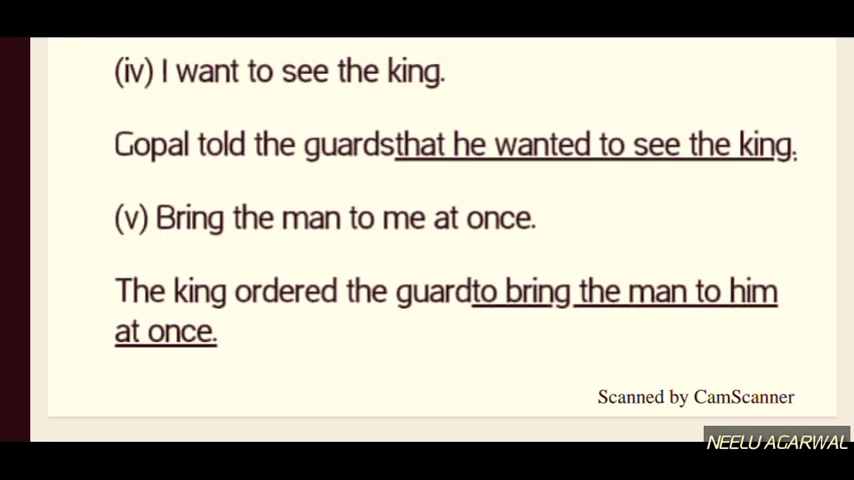 (iv) I want to see the king.
Gopal told the guardsthat he wanted to see the king.
(v) Bring the man to me at once.
The king ordered the guardto bring the man to him
at once.
Scanned by CamScanner
NEELU AGARWAL